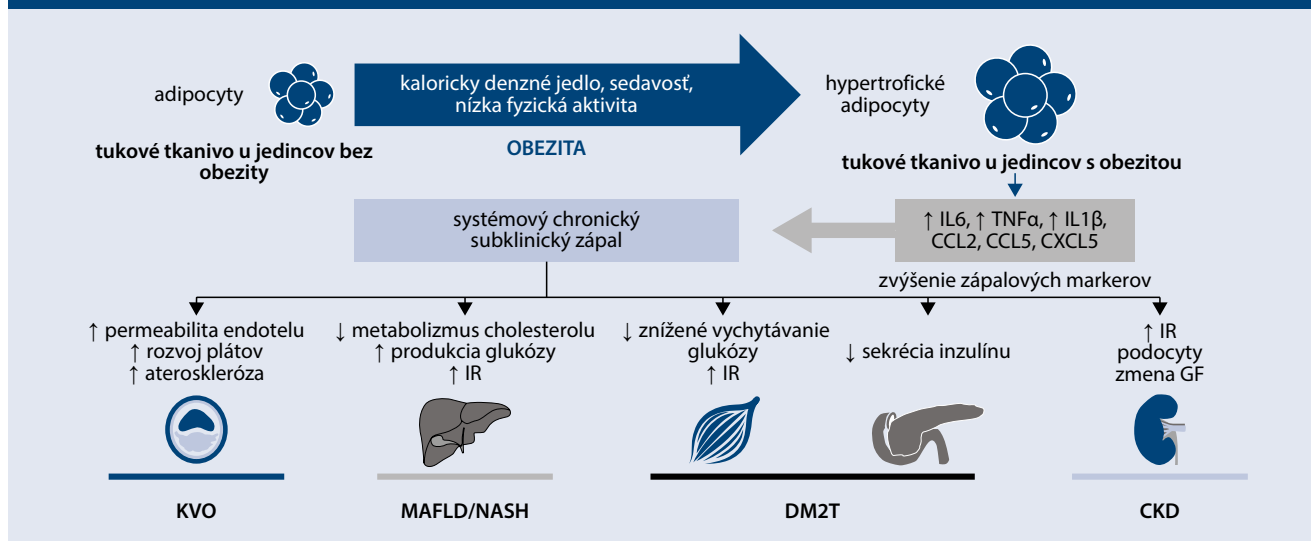 adipocyty
kaloricky denzné jedlo, sedavosť,
nízka fyzická aktivita
hypertrofické
adipocyty
tukové tkanivo u jedincov bez
obezity
OBEZITA
tukové tkanivo u jedincov s obezitou
systémový chronický
subklinický zápal
↑ IL6, ↑ TNFα, ↑ IL1β,
CCL2, CCL5, CXCL5
zvýšenie zápalových markerov
↑ permeabilita endotelu
↑ rozvoj plátov
↑ ateroskleróza
↓ metabolizmus cholesterolu
↑ produkcia glukózy
↑ IR
↓ znížené vychytávanie
glukózy
↑ IR
↓ sekrécia inzulínu
↑ IR
podocyty
zmena GF
KVO
MAFLD/NASH
DM2T
CKD